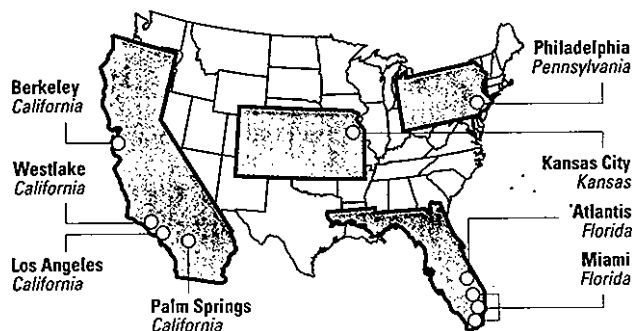 Philadelphia
Pennsylvania
Berkeley
California
Westlake
California
Kansas City
Kansas
'Atlantis
Florida
Los Angeles
California
Miami
Florida
Palm Springs
California